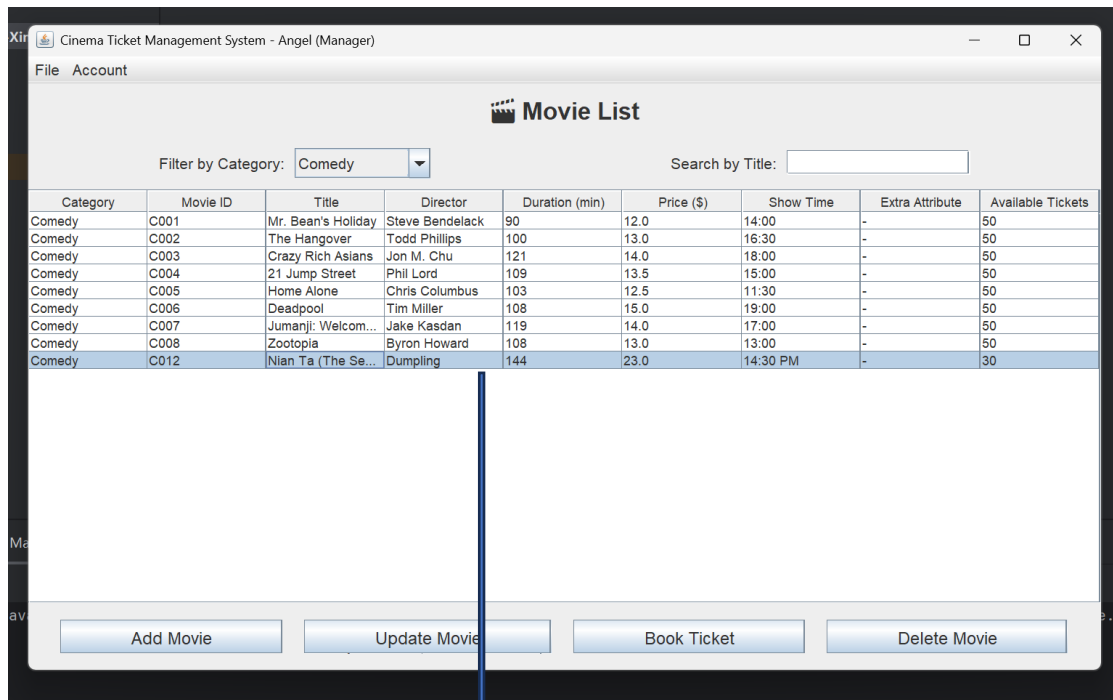 Xin
Cinema Ticket Management System - Angel (Manager)
File Account
Movie List
Filter by Category: Comedy Search by Title:
Category Movie ID Title Director Duration (min) Price ($) Show Time Extra Attribute Available Tickets
Comedy C001 Mr. Bean's Holiday Steve Bendelack 90 12.0 14:00 - 50
Comedy C002 The Hangover Todd Phillips 100 13.0 16:30 - 50
Comedy C003 Crazy Rich Asians Jon M. Chu 121 14.0 18:00 - 50
Comedy C004 21 Jump Street Phil Lord 109 13.5 15:00 - 50
Comedy C005 Home Alone Chris Columbus 103 12.5 11:30 - 50
Comedy C006 Deadpool Tim Miller 108 15.0 19:00 - 50
Comedy C007 Jumanji: Welcom... Jake Kasdan 119 14.0 17:00 - 50
Comedy C008 Zootopia Byron Howard 108 13.0 13:00 - 50
Comedy C012 Nian Ta (The Se... Dumpling 144 23.0 14:30 PM - 30
Ma
av
Add Movie Update Movie Book Ticket Delete Movie